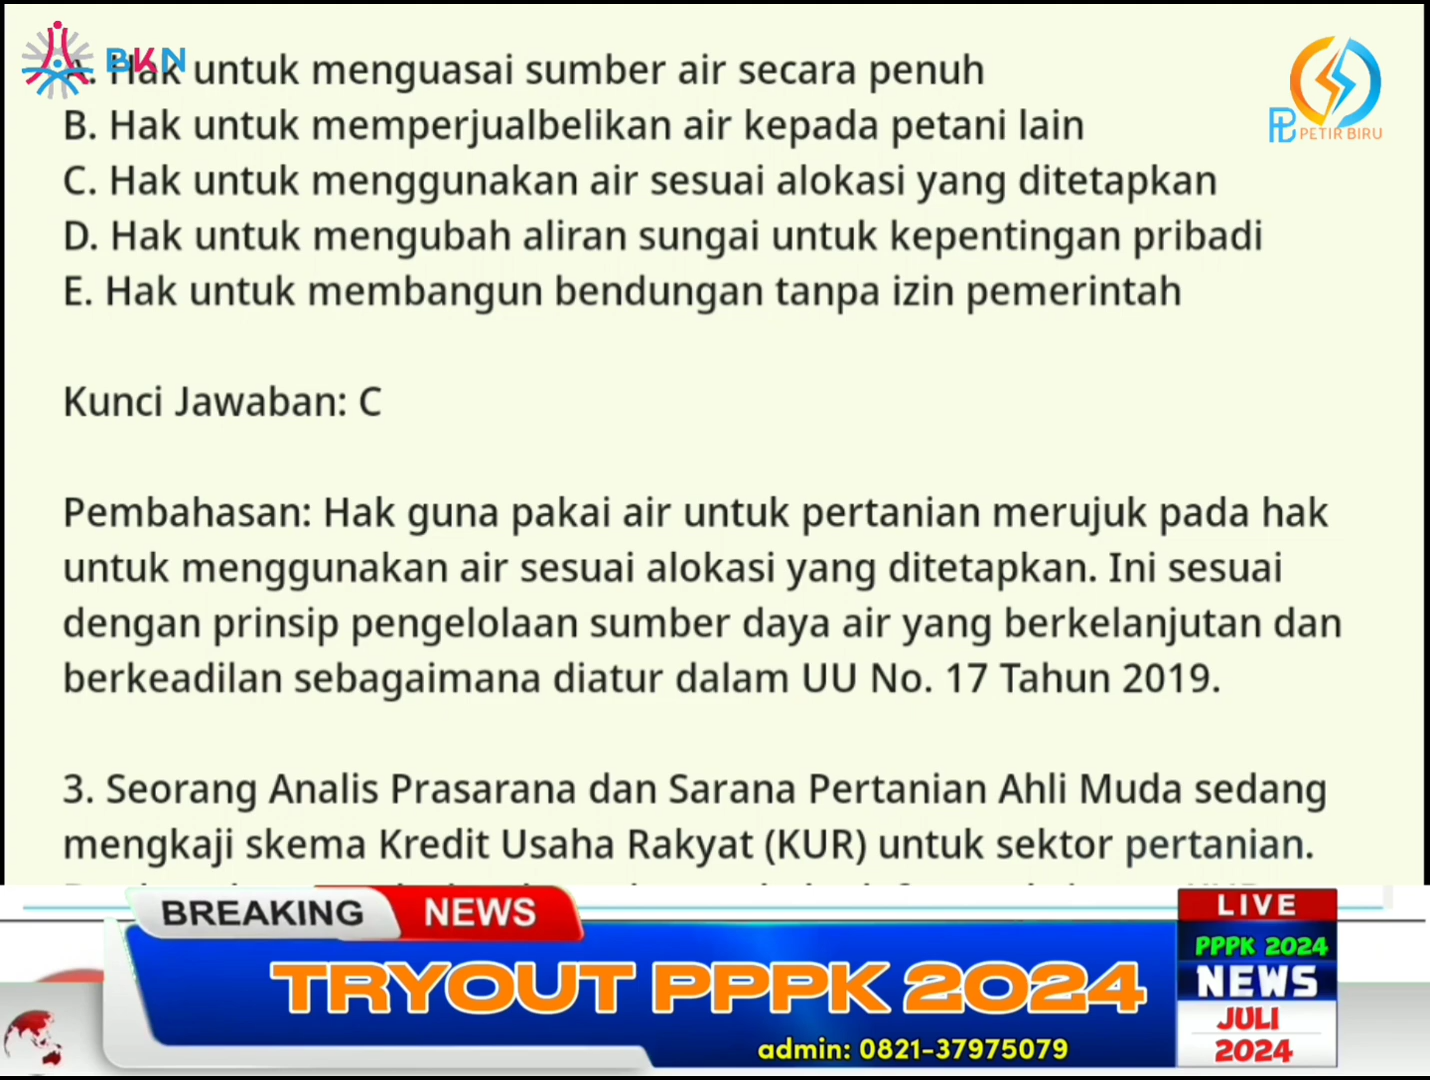 BKN
A. Hak untuk menguasai sumber air secara penuh
B. Hak untuk memperjualbelikan air kepada petani lain
PETIR BIRU
C. Hak untuk menggunakan air sesuai alokasi yang ditetapkan
D. Hak untuk mengubah aliran sungai untuk kepentingan pribadi
E. Hak untuk membangun bendungan tanpa izin pemerintah
Kunci Jawaban: C
Pembahasan: Hak guna pakai air untuk pertanian merujuk pada hak
untuk menggunakan air sesuai alokasi yang ditetapkan. Ini sesuai
dengan prinsip pengelolaan sumber daya air yang berkelanjutan dan
berkeadilan sebagaimana diatur dalam UU No. 17 Tahun 2019.
3. Seorang Analis Prasarana dan Sarana Pertanian Ahli Muda sedang
mengkaji skema Kredit Usaha Rakyat (KUR) untuk sektor pertanian.
BREAKING NEWS
TRYOUT PPPK 2024
admin: 0821-37975079
LIVE
PPPK 2024
NEWS
JULI
2024